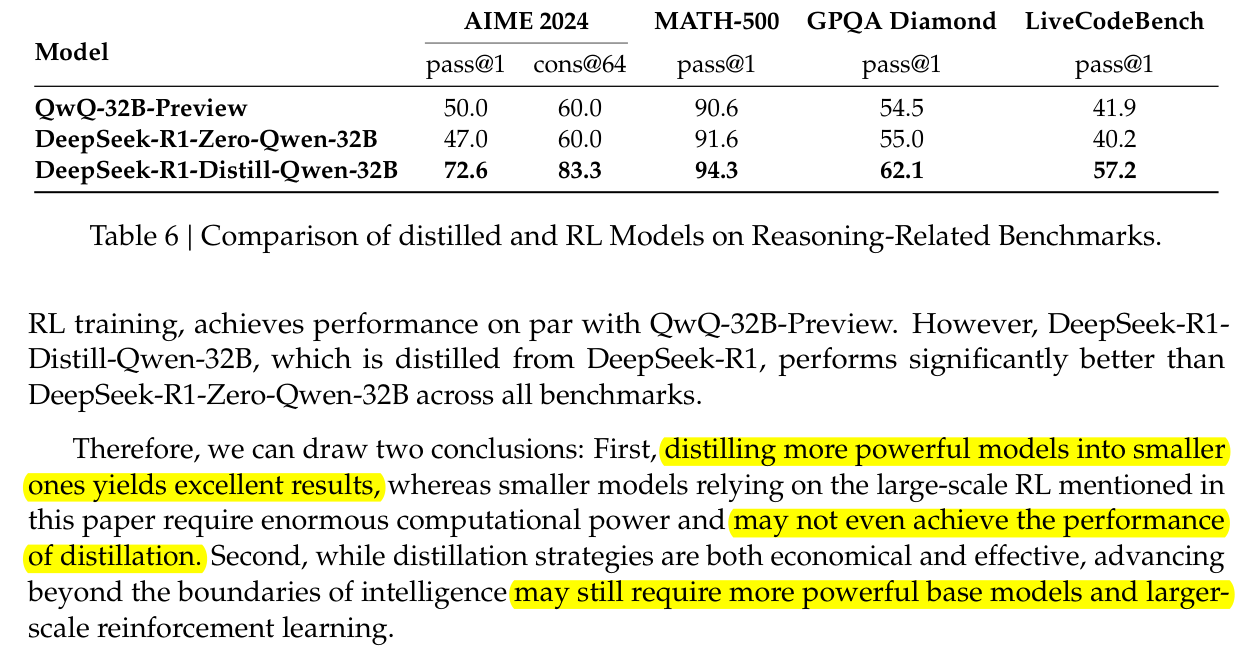 AIME 2024 MATH-500 GPQA Diamond LiveCodeBench
Model
pass@1 cons@64 pass@1 pass@1 pass@1
QwQ-32B-Preview 50.0 60.0 90.6 54.5 41.9
DeepSeek-R1-Zero-Qwen-32B 47.0 60.0 91.6 55.0 40.2
DeepSeek-R1-Distill-Qwen-32B 72.6 83.3 94.3 62.1 57.2
Table 6 | Comparison of distilled and RL Models on Reasoning-Related Benchmarks.
RL training, achieves performance on par with QwQ-32B-Preview. However, DeepSeek-R1-
Distill-Qwen-32B, which is distilled from DeepSeek-R1, performs significantly better than
DeepSeek-R1-Zero-Qwen-32B across all benchmarks.
Therefore, we can draw two conclusions: First, distilling more powerful models into smaller
ones yields excellent results, whereas smaller models relying on the large-scale RL mentioned in
this paper require enormous computational power and may not even achieve the performance
of distillation. Second, while distillation strategies are both economical and effective, advancing
beyond the boundaries of intelligence may still require more powerful base models and larger-
scale reinforcement learning.